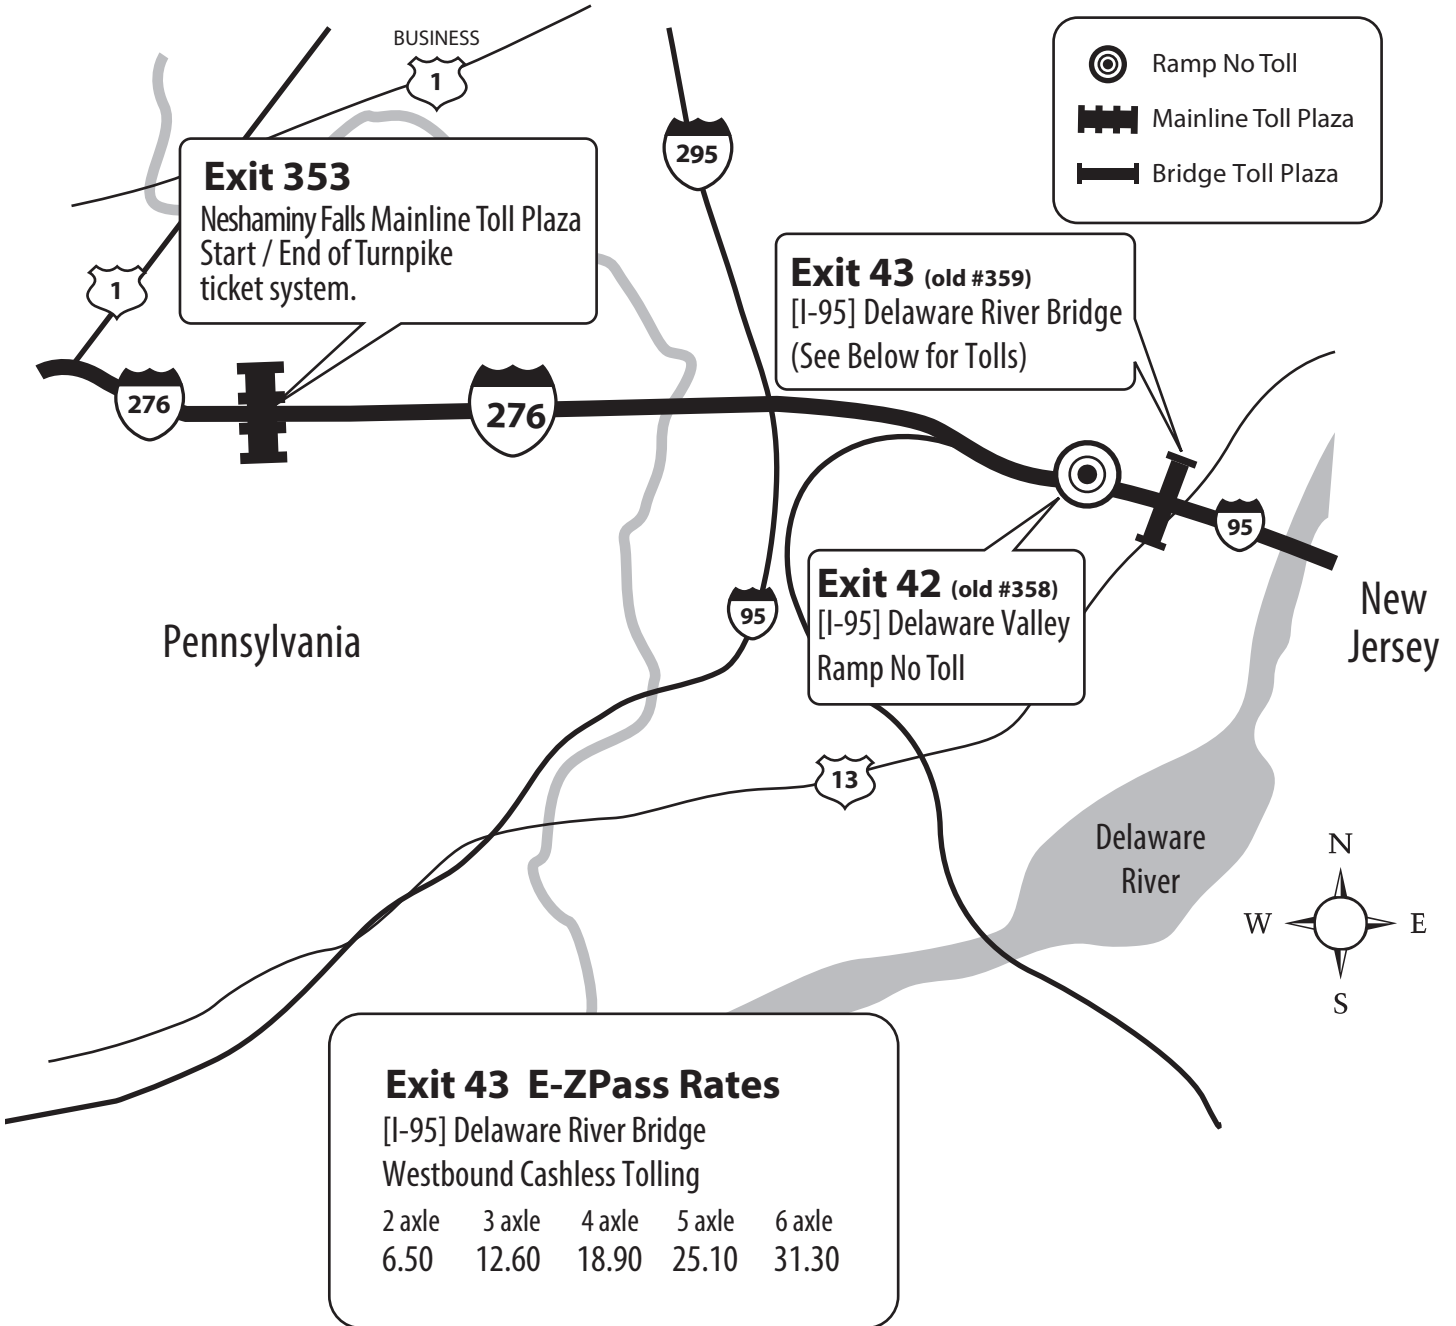 BUSINESS
1
295
Ramp No Toll
Mainline Toll Plaza
Bridge Toll Plaza
Exit 353
Neshaminy Falls Mainline Toll Plaza
Start / End of Turnpike
ticket system.
1
Exit 43 (old #359)
[I-95] Delaware River Bridge
(See Below for Tolls)
276
276
95
Exit 42 (old #358)
[I-95] Delaware Valley
Ramp No Toll
95
New
Jersey
Pennsylvania
13
Delaware
River
N
W
E
S
Exit 43 E-ZPass Rates
[I-95] Delaware River Bridge
Westbound Cashless Tolling
2 axle 3 axle 4 axle 5 axle 6 axle
6.50 12.60 18.90 25.10 31.30